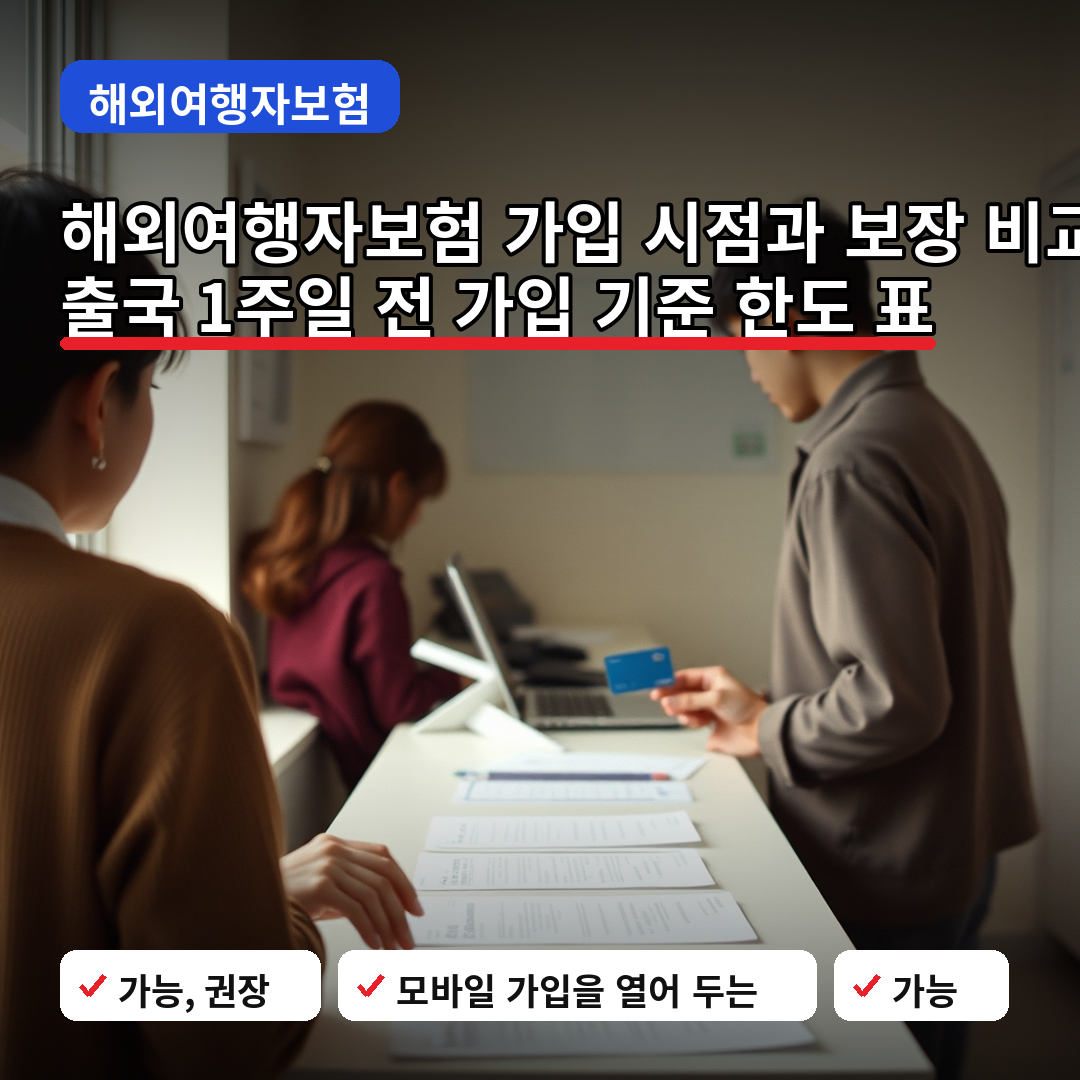 해외여행자보험
해외여행자보험 가입 시점과 보장 비교
출국 1주일 전 가입 기준 한도 표
가능, 권장
모바일 가입을 열어 두는
가능